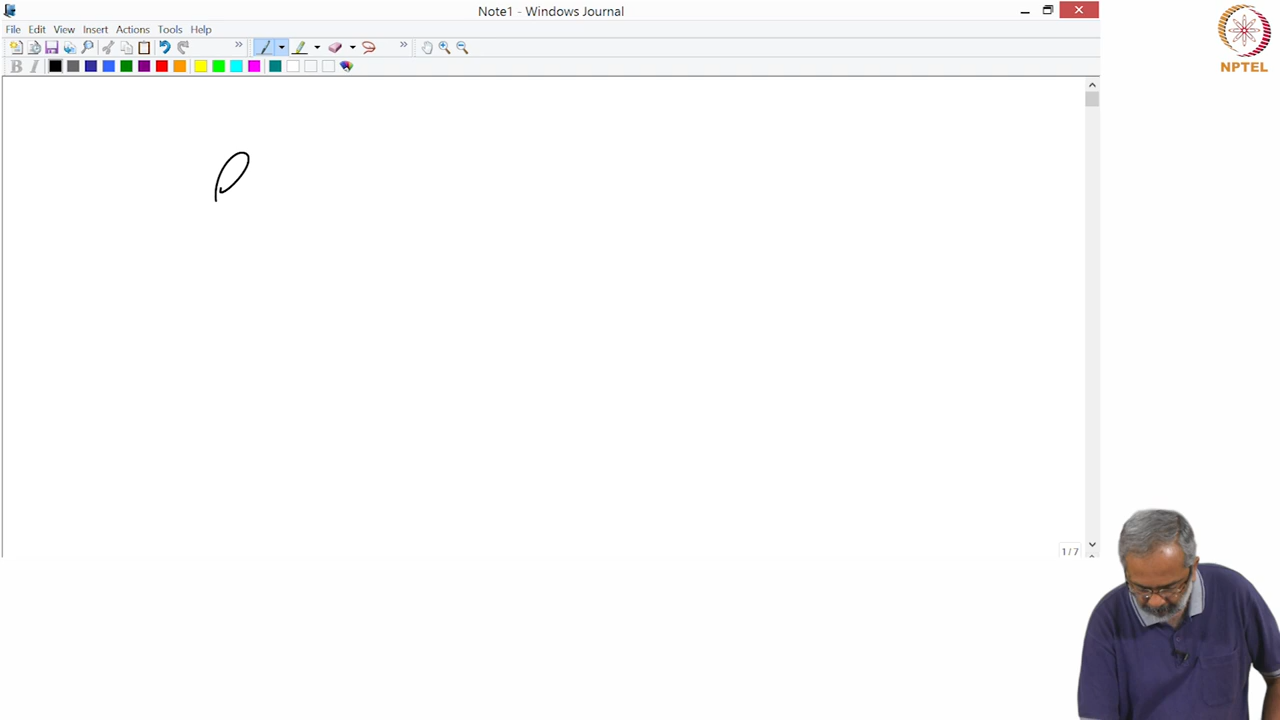 Note1 - Windows Journal
File Edit View Insert Actions Tools Help
B I
NPTEL
1 / 7